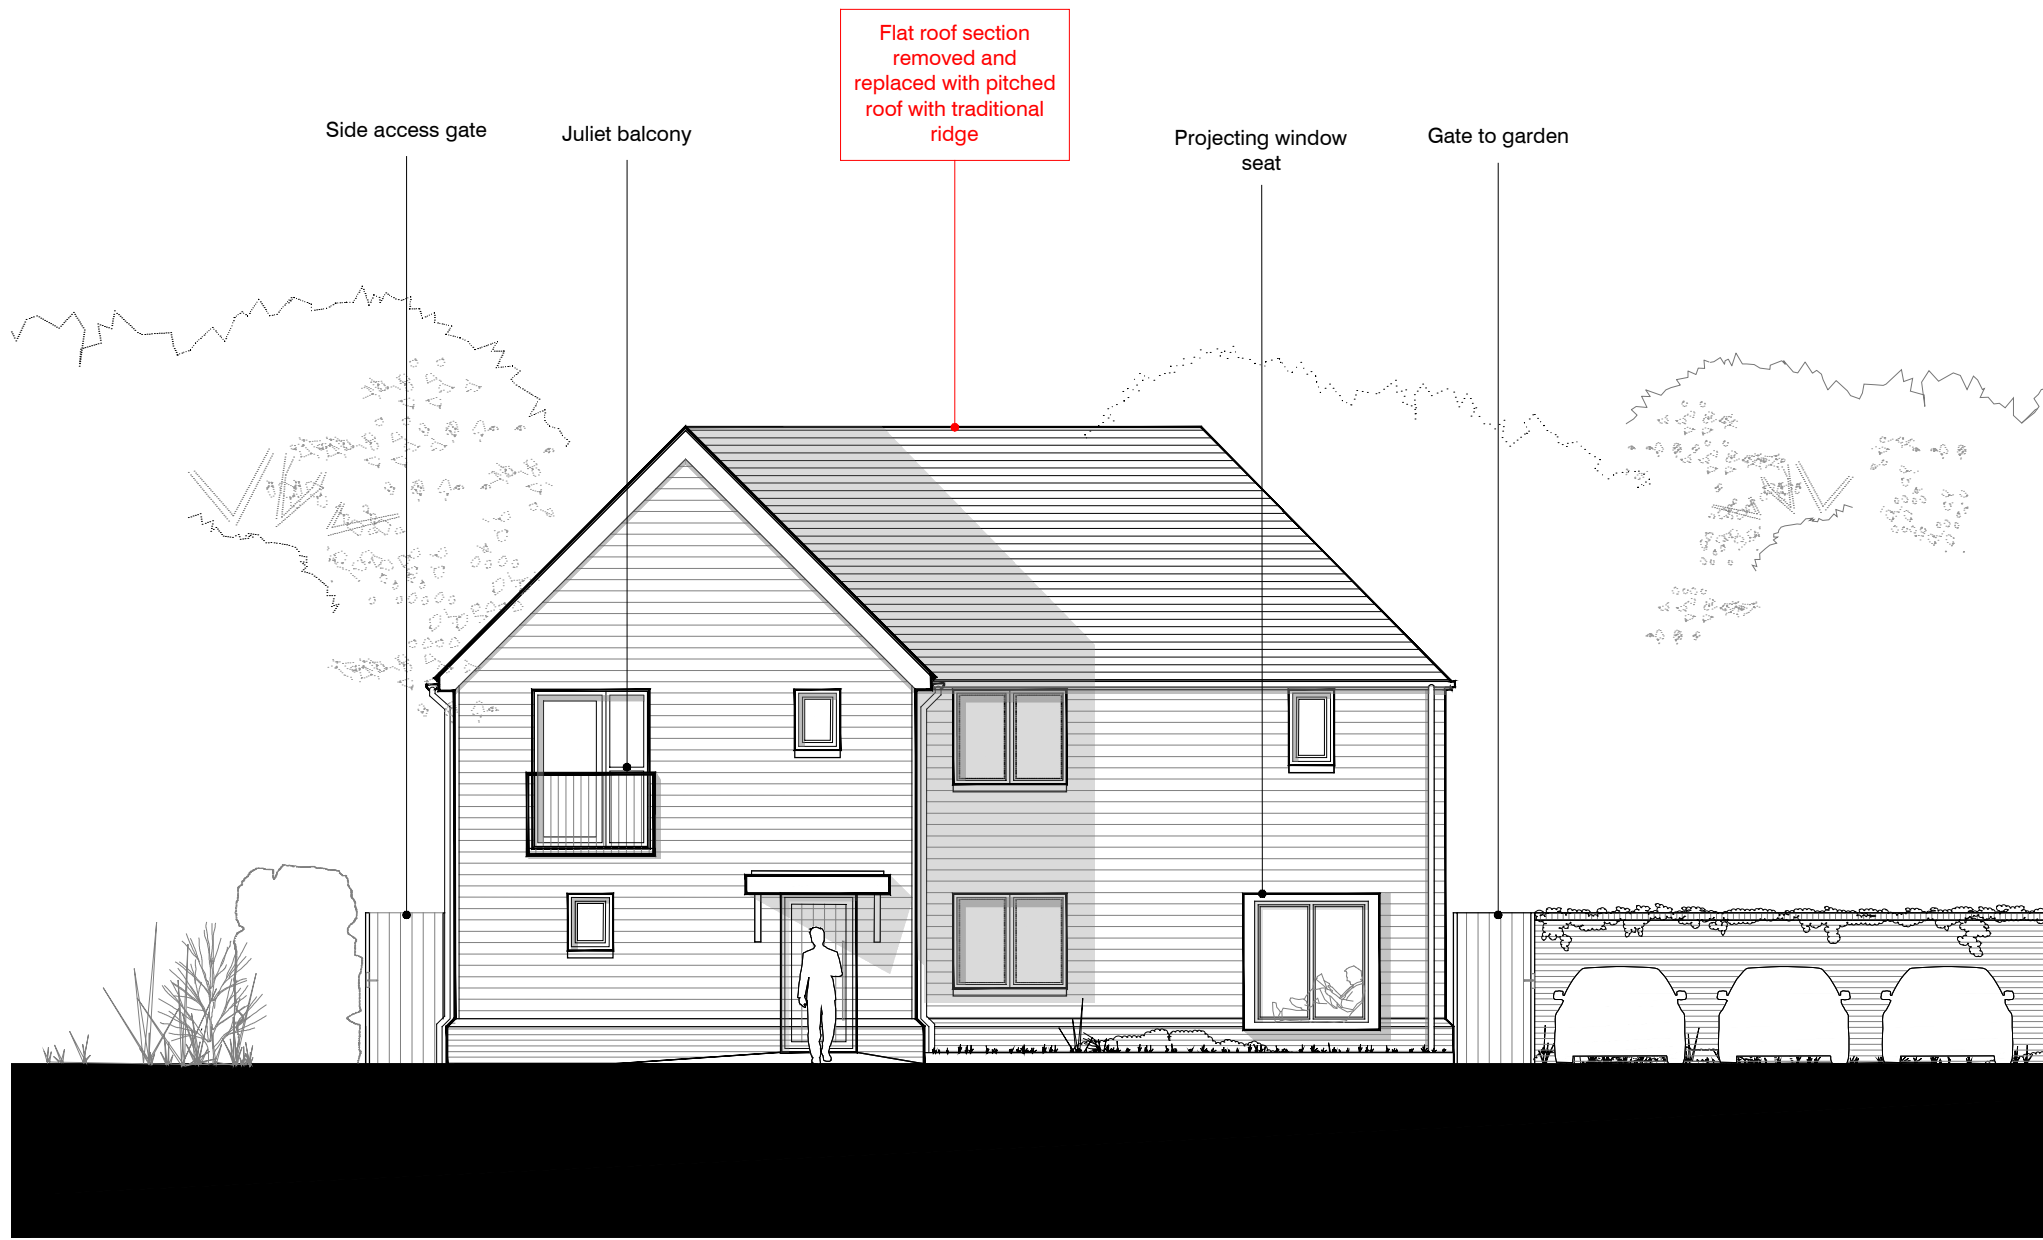 Side access gate
Juliet balcony
Flat roof section
removed and
replaced with pitched
roof with traditional
ridge
Projecting window
seat
Gate to garden